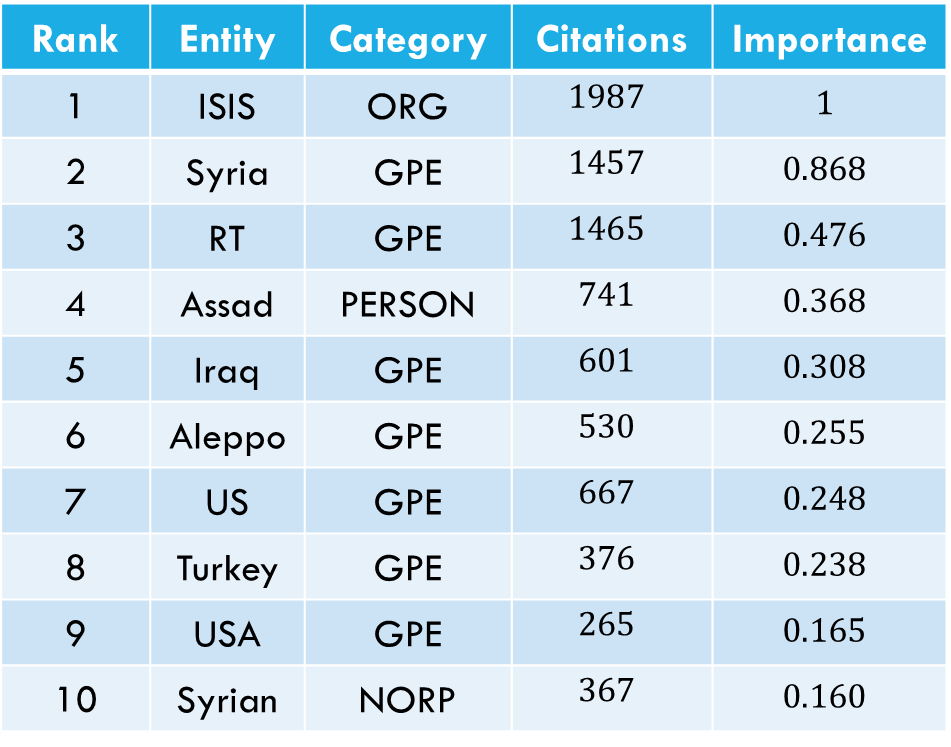 Rank Entity Category Citations Importance
1 ISIS ORG 1987 1
2 Syria GPE 1457 0.868
3 RT GPE 1465 0.476
4 Assad PERSON 741 0.368
5 Iraq GPE 601 0.308
6 Aleppo GPE 530 0.255
7 US GPE 667 0.248
8 Turkey GPE 376 0.238
9 USA GPE 265 0.165
10 Syrian NORP 367 0.160